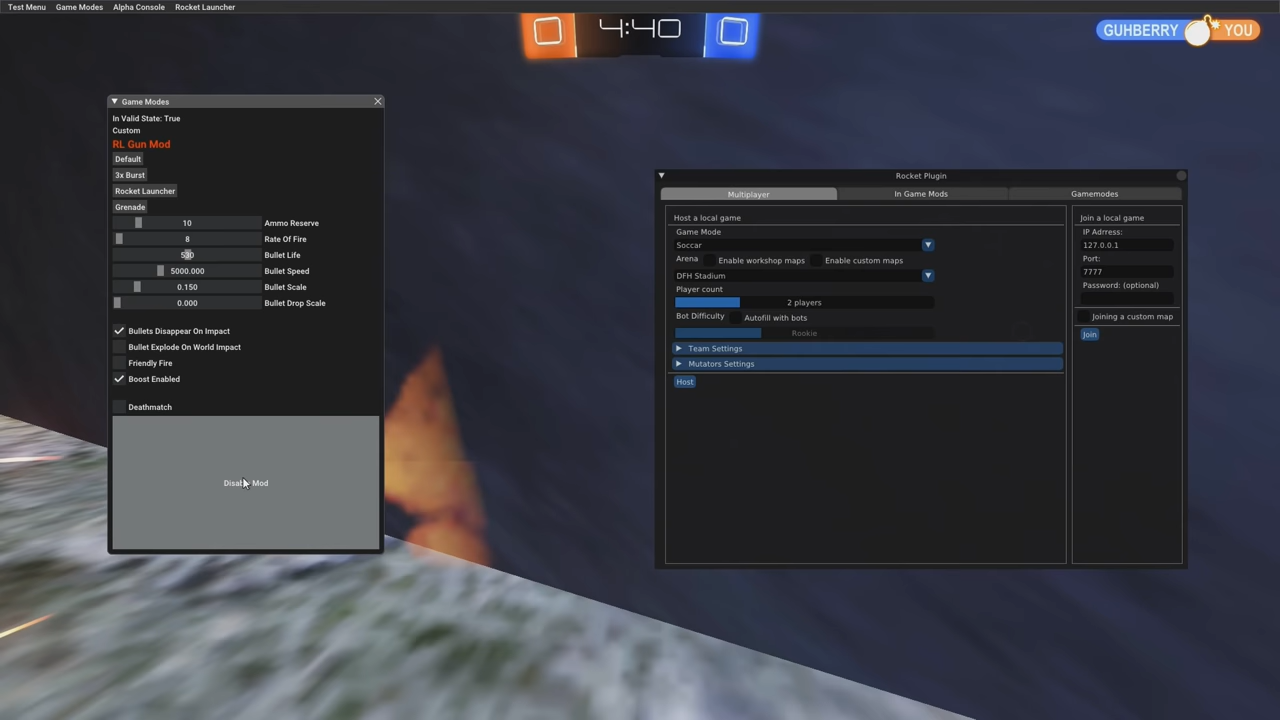 Test Menu Game Modes Alpha Console Rocket Launcher
4:40
0 0
GUHBERRY YOU
Game Modes
In Valid State: True
Custom
RL Gun Mod
Default
3x Burst
Rocket Launcher
Grenade
10 Ammo Reserve
8 Rate Of Fire
Bullet Life
5000.000 Bullet Speed
0.150 Bullet Scale
0.000 Bullet Drop Scale
Bullets Disappear On Impact
Bullet Explode On World Impact
Friendly Fire
Boost Enabled
Deathmatch
Disable Mod
Rocket Plugin
Multiplayer In Game Mods Gamemodes
Host a local game
Game Mode
Soccar
Arena Enable workshop maps Enable custom maps
DFH Stadium
Player count
2 players
Bot Difficulty Autofill with bots
Rookie
Team Settings
Mutators Settings
Host
Join a local game
IP Adrress:
127.0.0.1
Port:
7777
Password: (optional)
Joining a custom map
Join